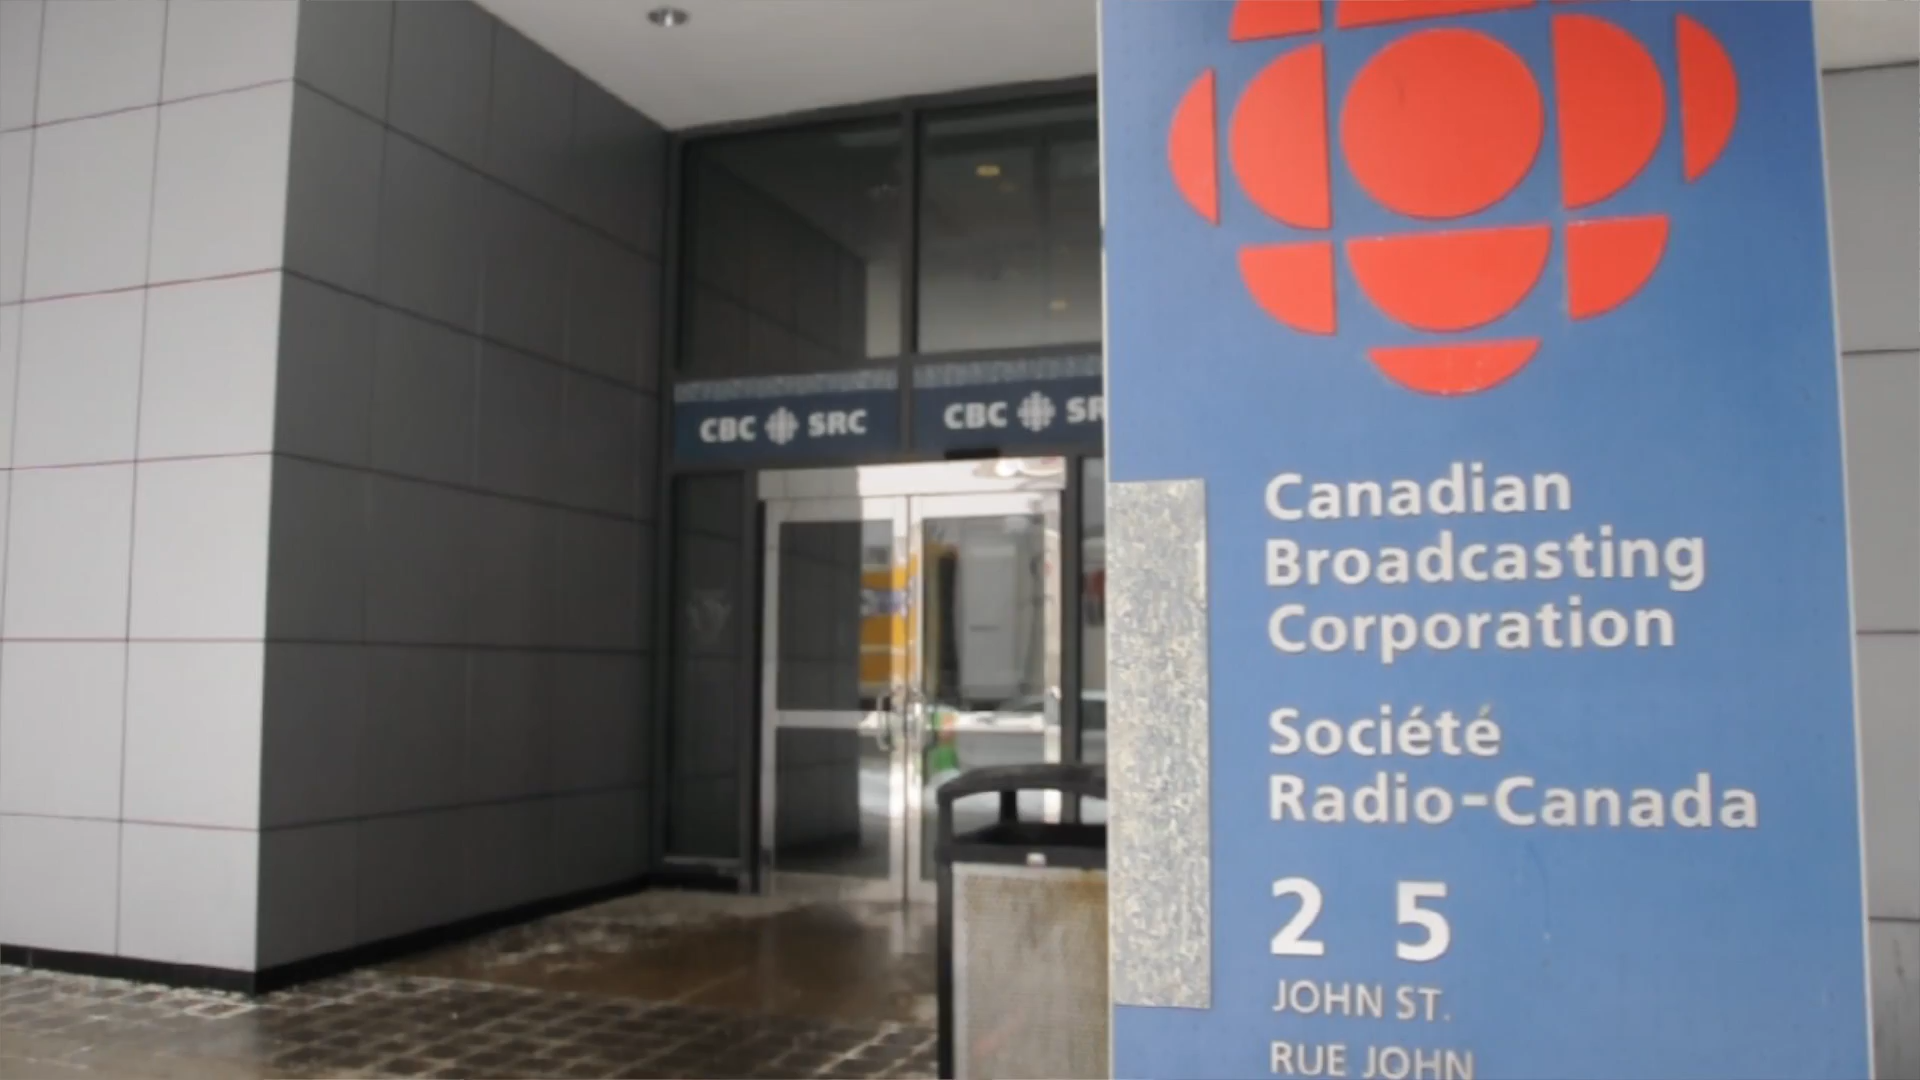 CBC SRC
CBC SR
Canadian
Broadcasting
Corporation
Société
Radio-Canada
2 5
JOHN ST.
RUE JOHN